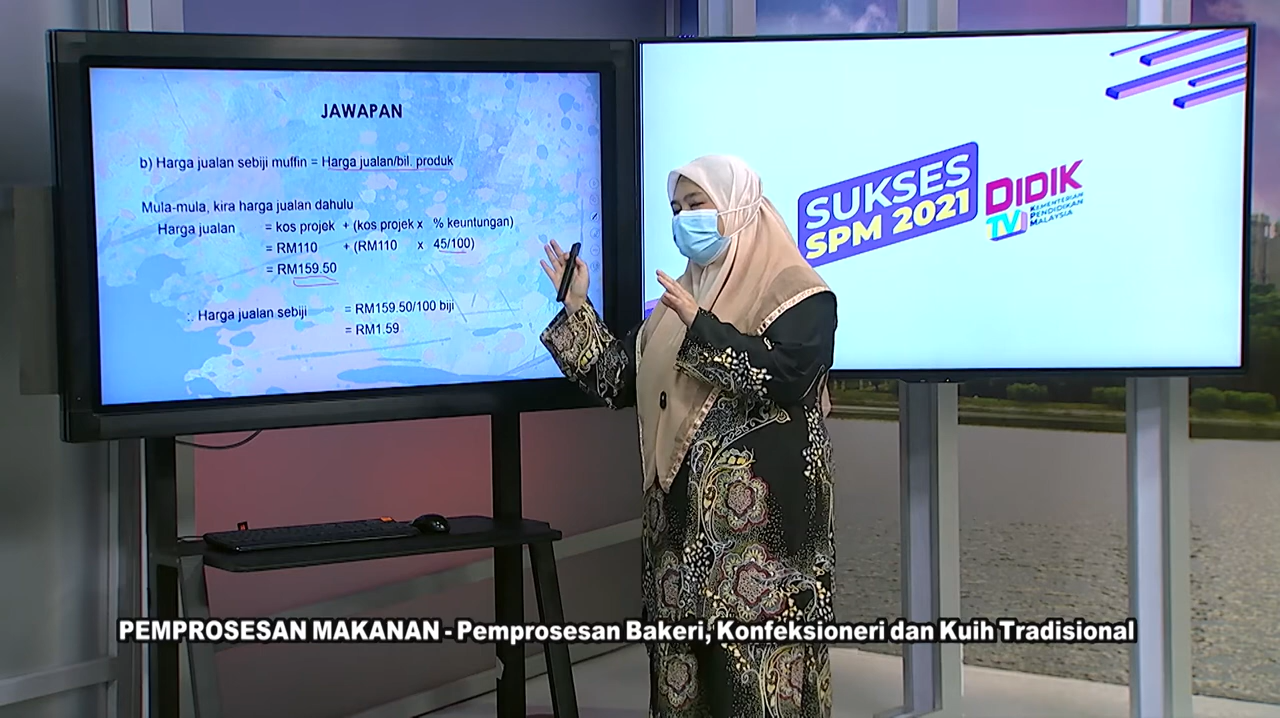 JAWAPAN
b) Harga jualan sebiji muffin = Harga jualan/bil. produk
Mula-mula, kira harga jualan dahulu
Harga jualan = kos projek + (kos projek x % keuntungan)
= RM110 + (RM110 x 45/100)
= RM159.50
∴ Harga jualan sebiji = RM159.50/100 biji
= RM1.59
SUKSES
SPM 2021
DIDIK
TV
KEMENTERIAN
PENDIDIKAN
MALAYSIA
PEMPROSESAN MAKANAN - Pemprosesan Bakeri, Konfeksioneri dan Kuih Tradisional